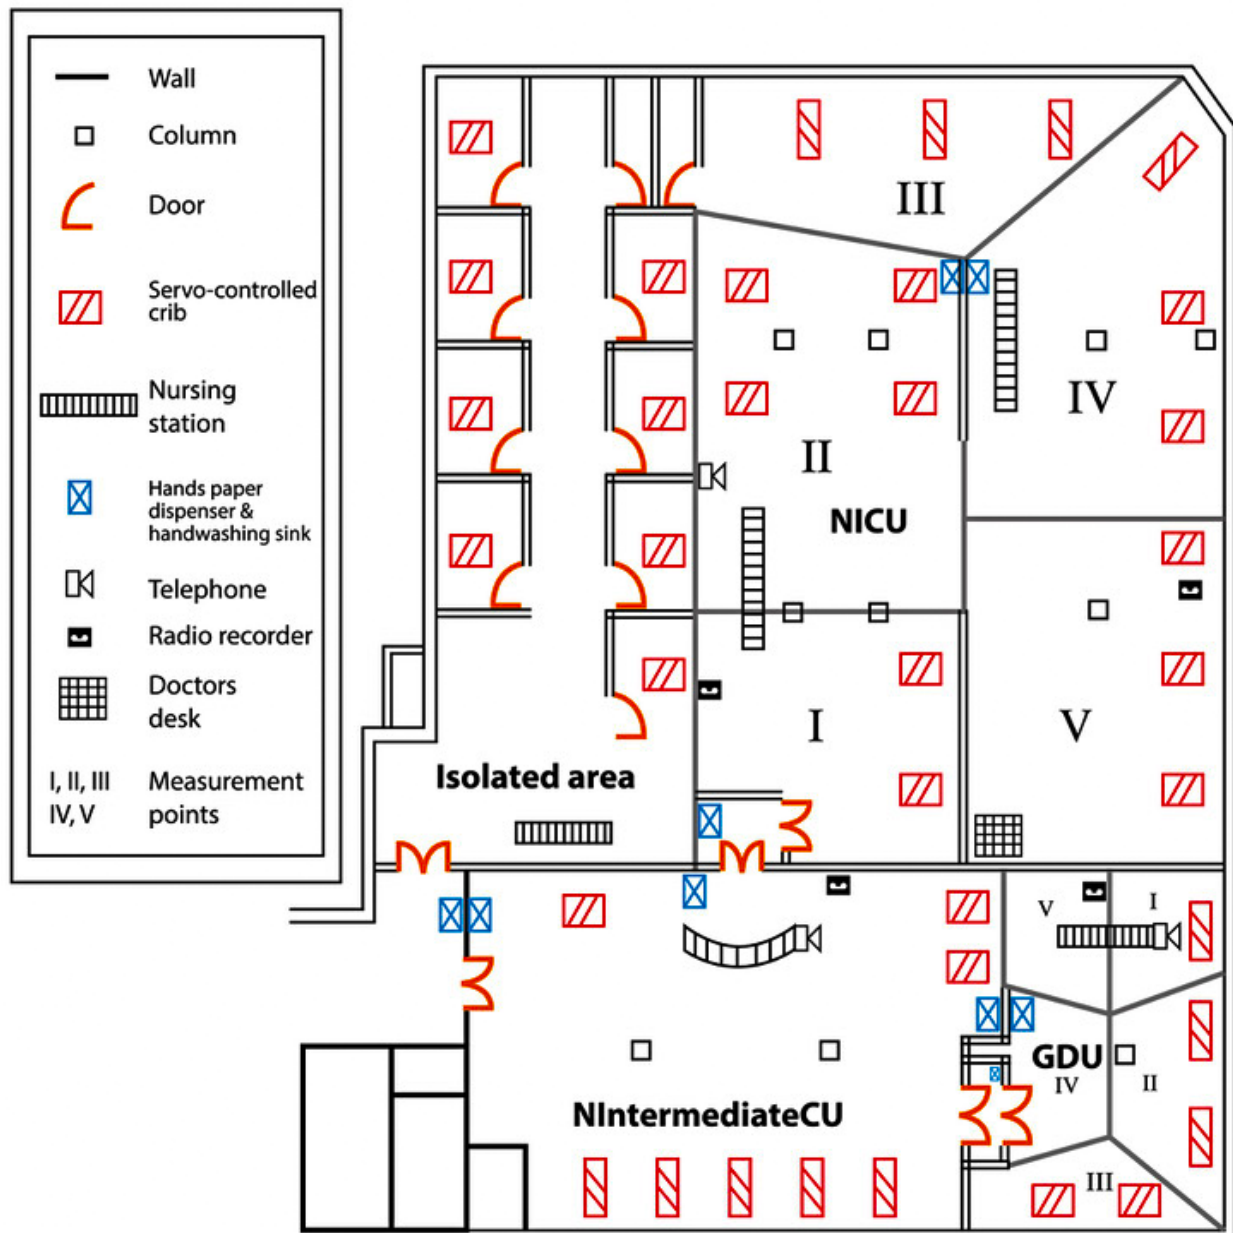 Wall
Column
Door
Servo-controlled
crib
Nursing
station
Hands paper
dispenser &
handwashing sink
Telephone
Radio recorder
Doctors
desk
I, II, III
IV, V
Measurement
points
III
IV
II
NICU
I
V
Isolated area
V
I
GDU
IV
II
NIntermediateCU
III